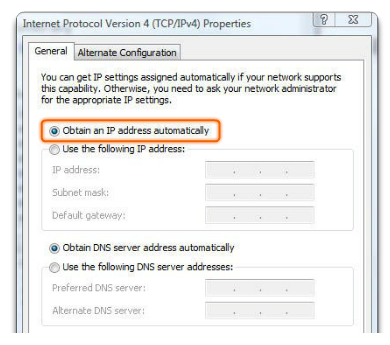 Internet Protocol Version 4 (TCP/IPv4) Properties
General
Alternate Configuration
You can get IP settings assigned automatically if your network supports
this capability. Otherwise, you need to ask your network administrator
for the appropriate IP settings.
Obtain an IP address automatically
Use the following IP address:
IP address:
Subnet mask:
Default gateway:
Obtain DNS server address automatically
Use the following DNS server addresses:
Preferred DNS server:
Alternate DNS server: